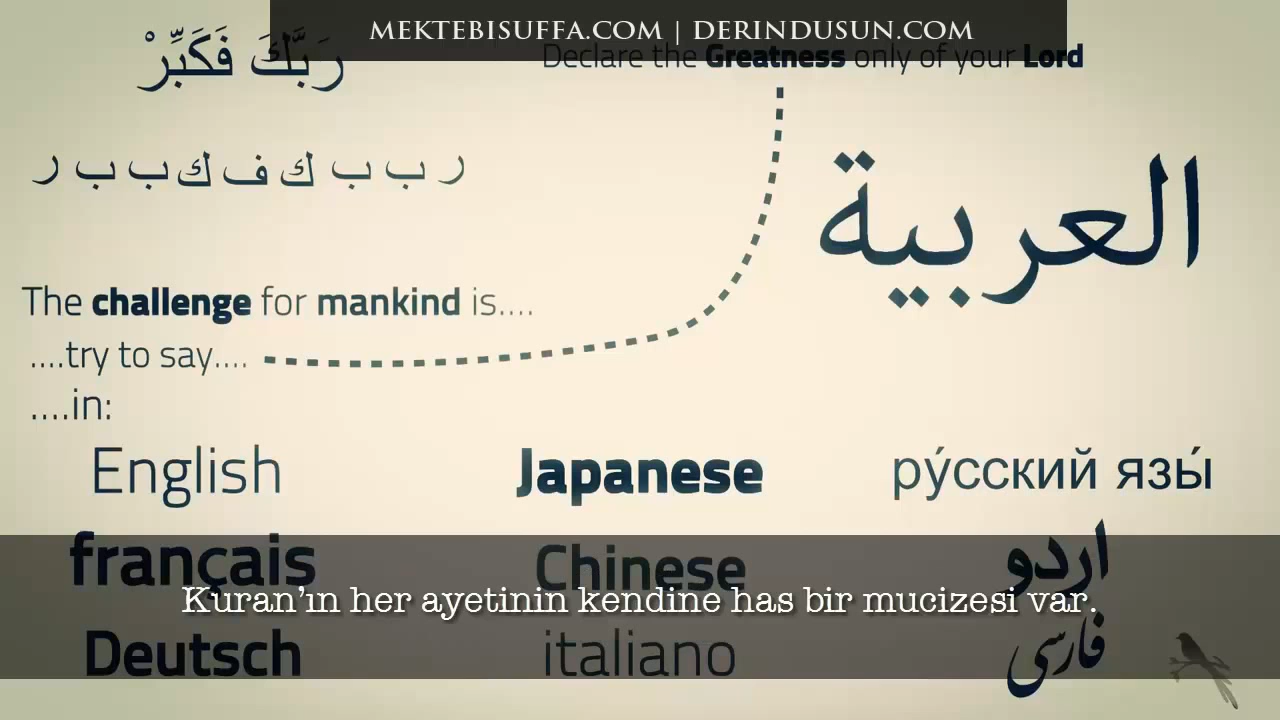 MEKTEBISUFFA.COM | DERINDUSUN.COM
رَبَّكَ فَكَبِّرْ
Declare the Greatness only of your Lord
ر ب ب ك ف ك ب ب ر
العربية
The challenge for mankind is....
....try to say....
....in:
English
Japanese
ру́сский язы́
français
Chinese
اردو
Kuran’ın her ayetinin kendine has bir mucizesi var.
Deutsch
italiano
فارسی